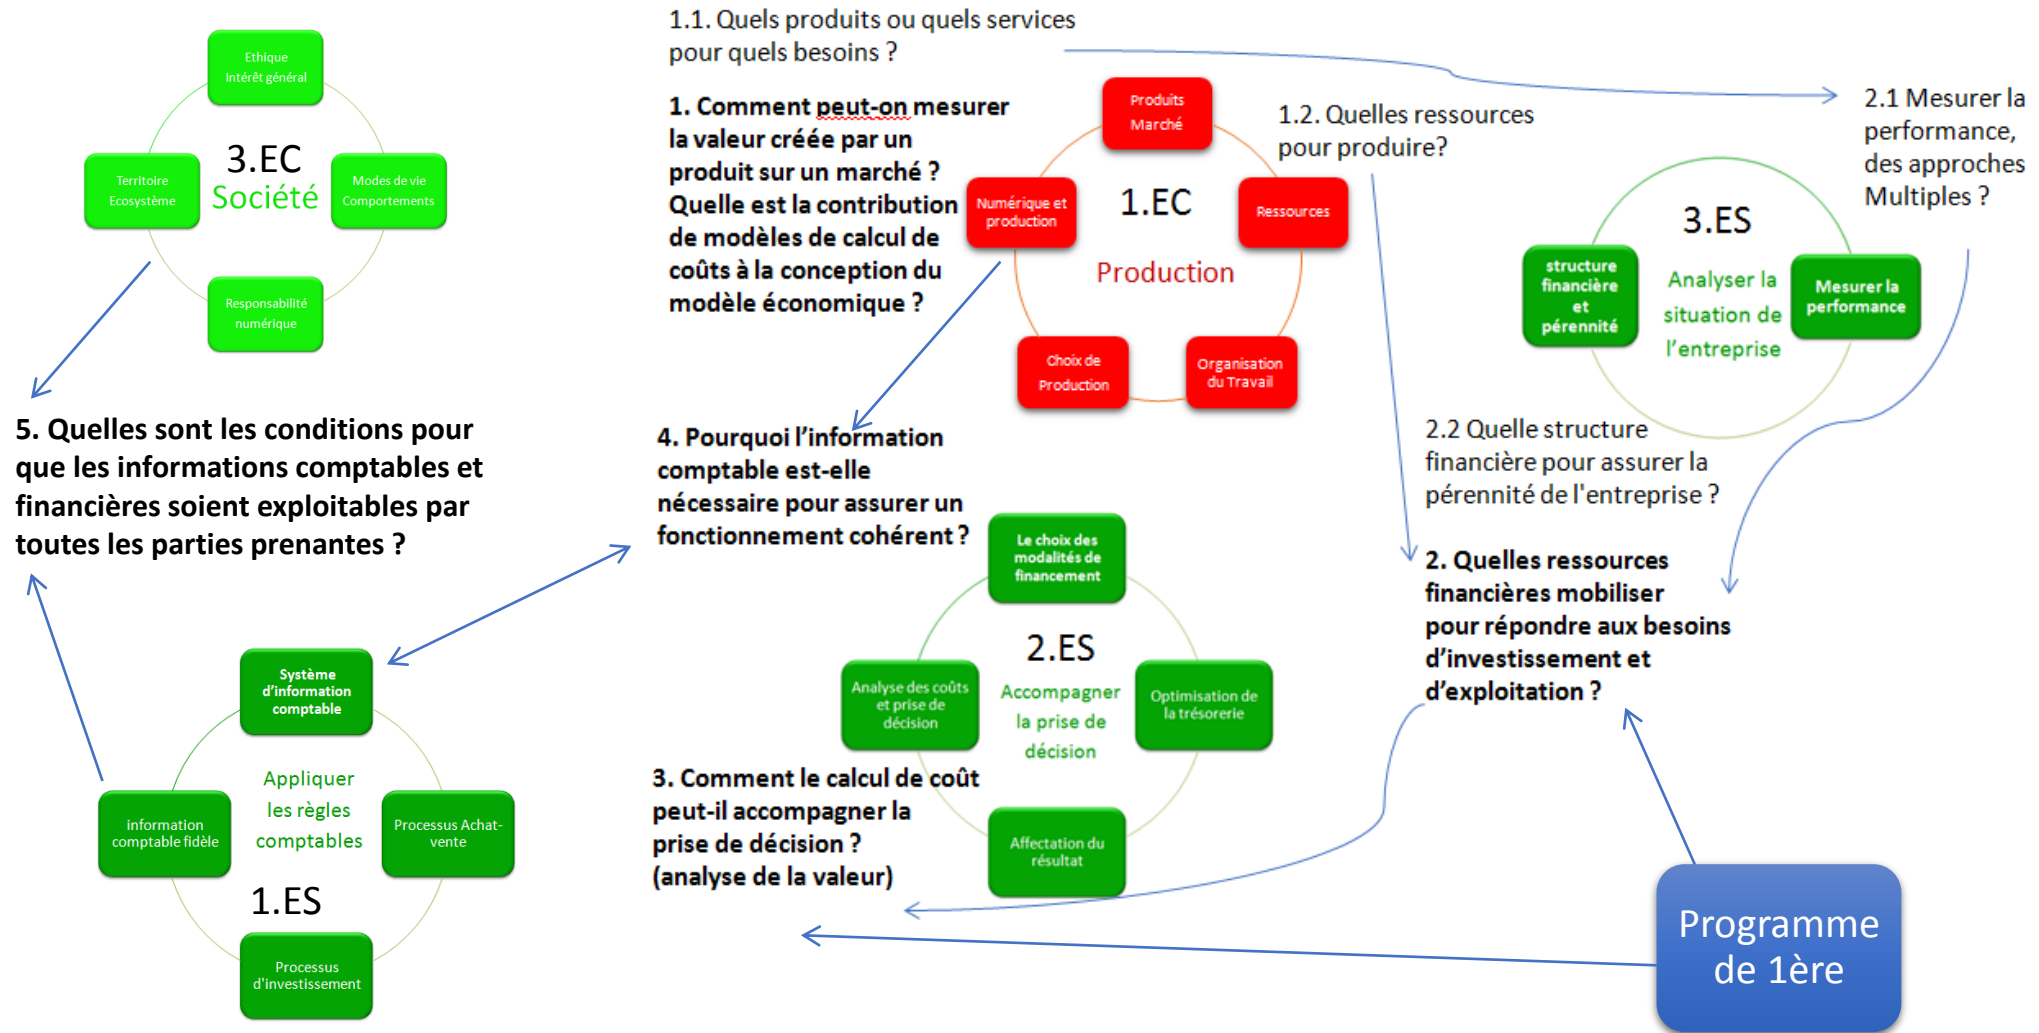 Ethique
Intérêt général
3.EC
Société
Territoire
Ecosystème
Modes de vie
Comportements
Responsabilité
numérique
1.1. Quels produits ou quels services
pour quels besoins ?
1. Comment peut-on mesurer
la valeur créée par un
produit sur un marché ?
Quelle est la contribution
de modèles de calcul de
coûts à la conception du
modèle économique ?
Produits
Marché
1.EC
Production
Numérique et
production
Ressources
Choix de
Production
Organisation
du Travail
1.2. Quelles ressources
pour produire?
2.1 Mesurer la
performance,
des approches
Multiples ?
3.ES
Analyser la
situation de
l’entreprise
structure
financière
et
pérennité
Mesurer la
performance
5. Quelles sont les conditions pour
que les informations comptables et
financières soient exploitables par
toutes les parties prenantes ?
4. Pourquoi l’information
comptable est-elle
nécessaire pour assurer un
fonctionnement cohérent ?
2.2 Quelle structure
financière pour assurer la
pérennité de l'entreprise ?
2. Quelles ressources
financières mobiliser
pour répondre aux besoins
d’investissement et
d’exploitation ?
Le choix des
modalités de
financement
2.ES
Accompagner
la prise de
décision
Analyse des coûts
et prise de
décision
Optimisation de
la trésorerie
Affectation du
résultat
3. Comment le calcul de coût
peut-il accompagner la
prise de décision ?
(analyse de la valeur)
Système
d’information
comptable
Appliquer
les règles
comptables
information
comptable fidèle
Processus Achat-
vente
1.ES
Processus
d'investissement
Programme
de 1ère